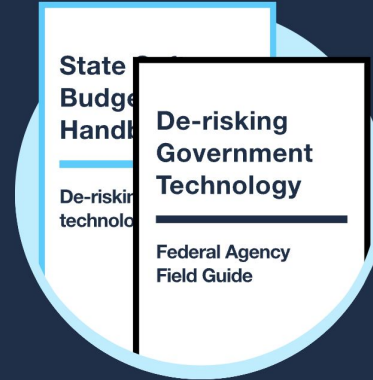 State
Budge
Handb
De-riskin
technolo
De-risking
Government
Technology
Federal Agency
Field Guide